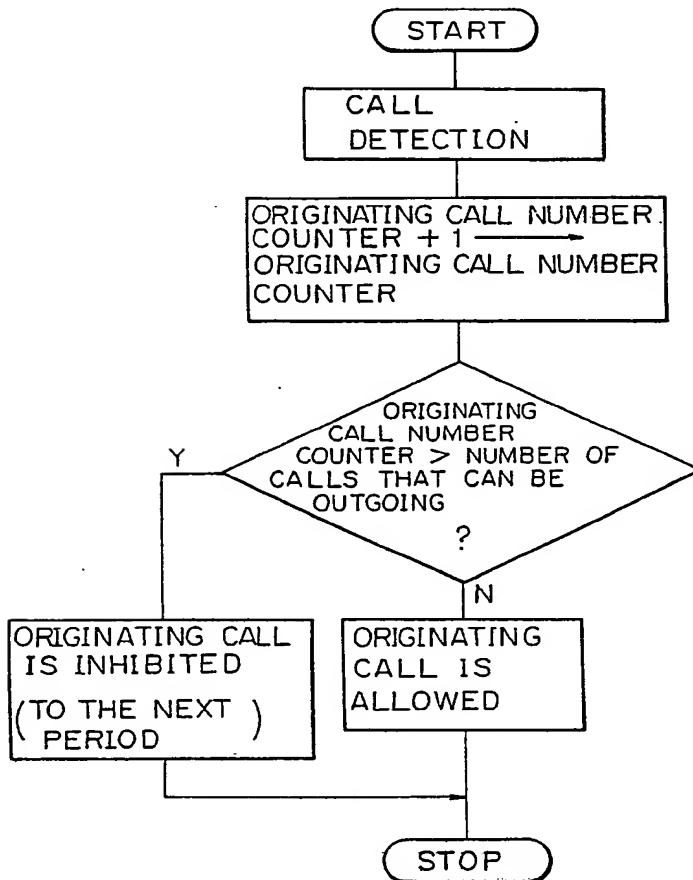 START
CALL
DETECTION
ORIGINATING CALL NUMBER
COUNTER + 1 →
ORIGINATING CALL NUMBER
COUNTER
ORIGINATING
CALL NUMBER
COUNTER > NUMBER OF
CALLS THAT CAN BE
OUTGOING
?
Y
N
ORIGINATING CALL
IS INHIBITED
(TO THE NEXT
PERIOD)
ORIGINATING
CALL IS
ALLOWED
STOP